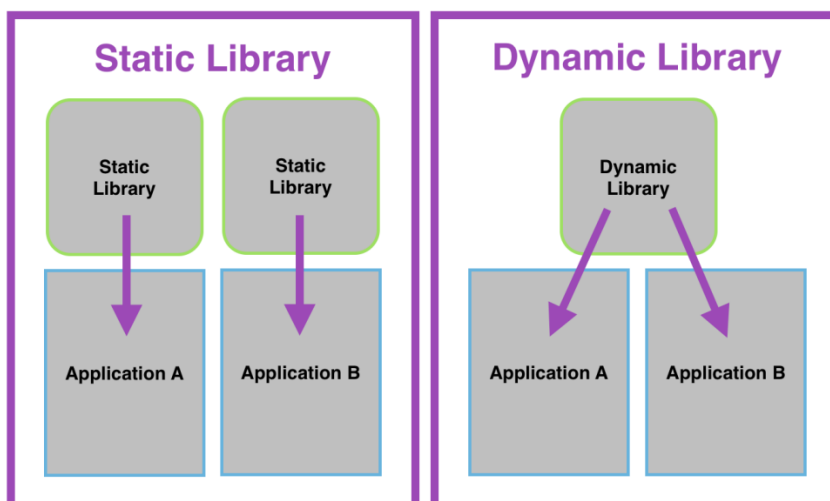 Static Library
Static
Library
Static
Library
Application A
Application B
Dynamic Library
Dynamic
Library
Application A
Application B